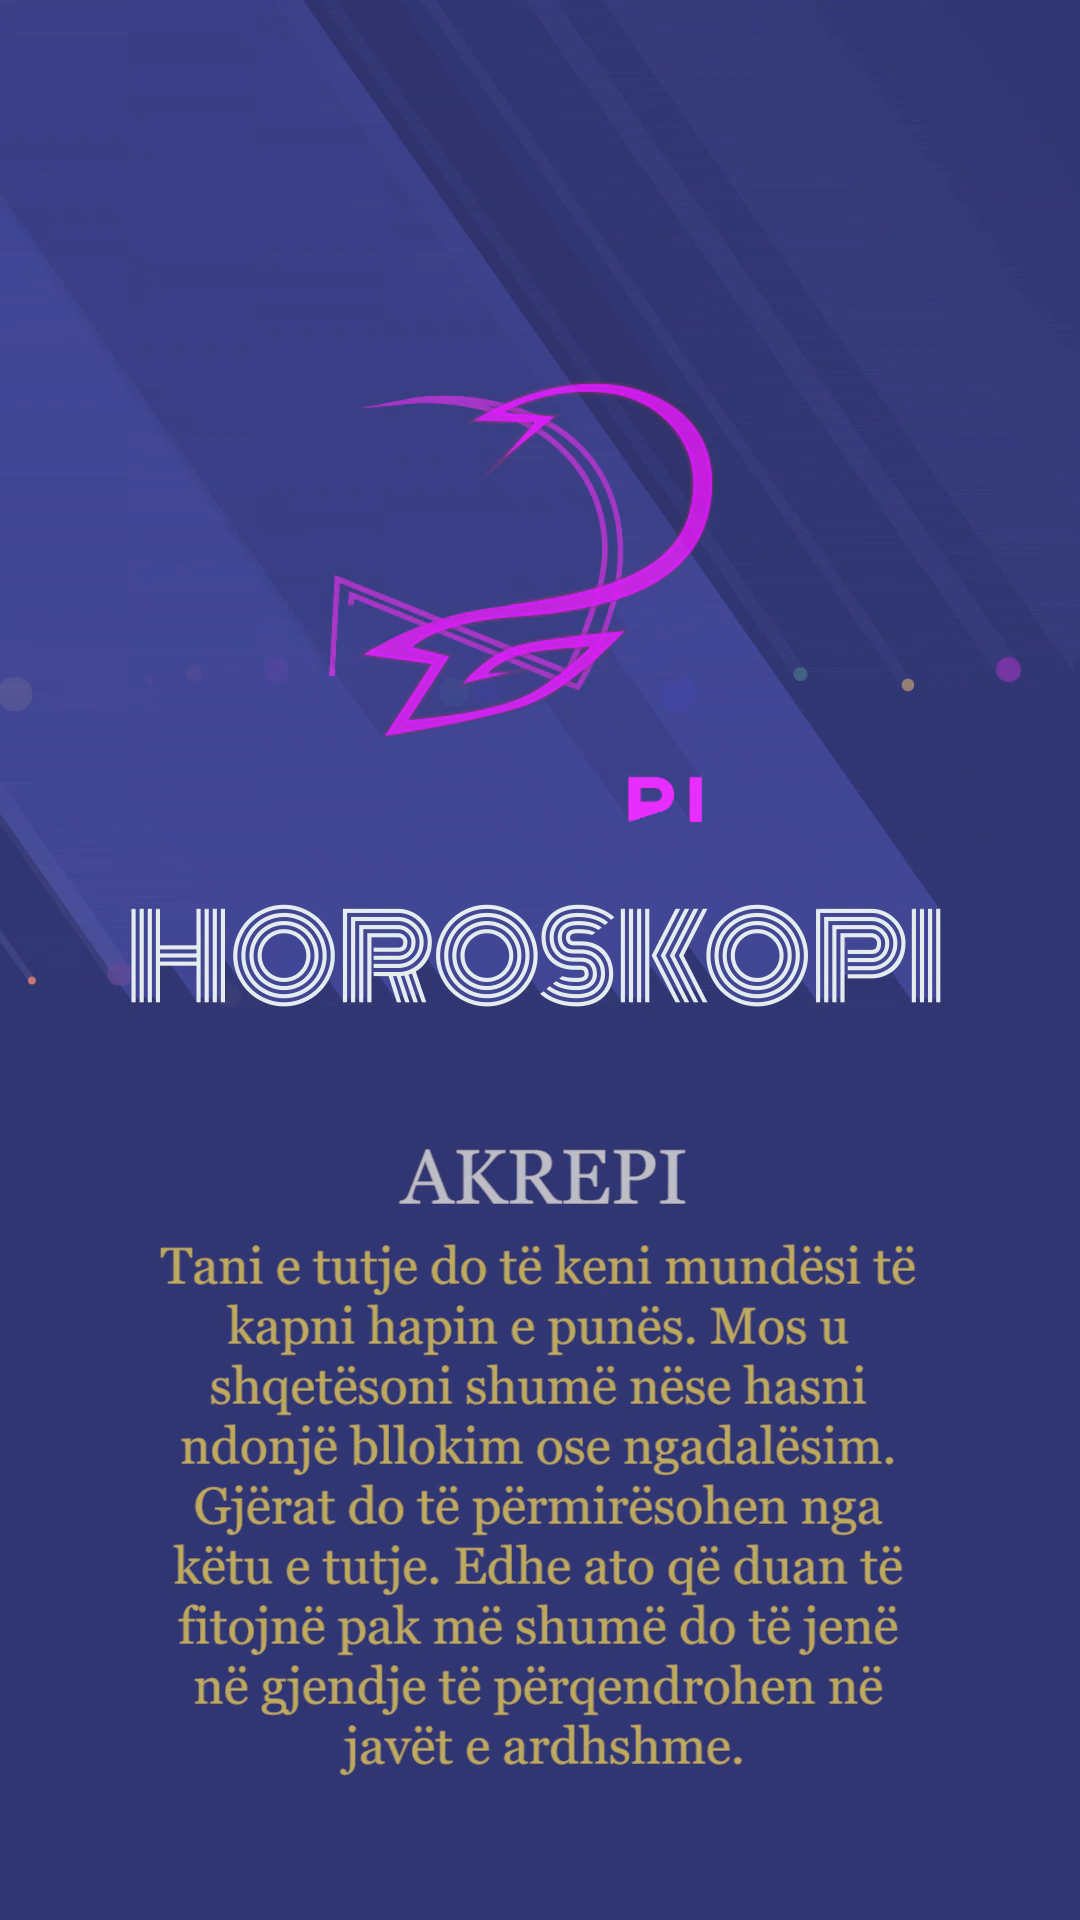 PI
HOROSKOPI
AKREPI
Tani e tutje do të keni mundësi të
kapni hapin e punës. Mos u
shqetësoni shumë nëse hasni
ndonjë bllokim ose ngadalësim.
Gjërat do të përmirësohen nga
këtu e tutje. Edhe ato që duan të
fitojnë pak më shumë do të jenë
në gjendje të përqendrohen në
javët e ardhshme.